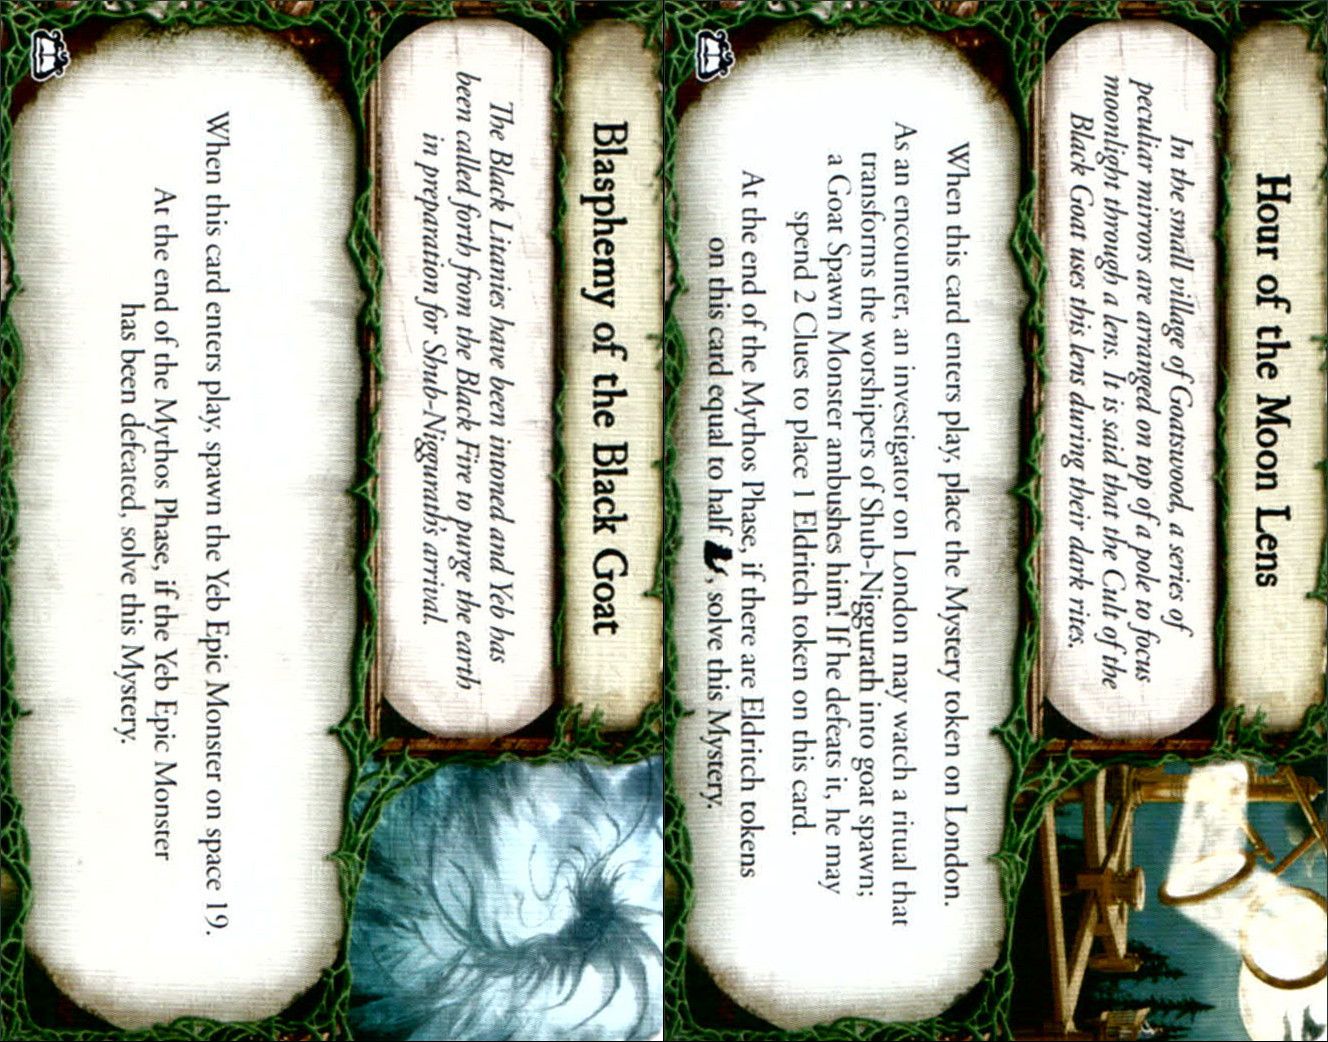 Blasphemy of the Black Goat
The Black Litanies have been intoned and Yeb has
been called forth from the Black Fire to purge the earth
in preparation for Shub-Niggurath's arrival.
When this card enters play, spawn the Yeb Epic Monster on space 19.
At the end of the Mythos Phase, if the Yeb Epic Monster
has been defeated, solve this Mystery.
Hour of the Moon Lens
In the small village of Goatswood, a series of
peculiar mirrors are arranged on top of a pole to focus
moonlight through a lens. It is said that the Cult of the
Black Goat uses this lens during their dark rites.
When this card enters play, place the Mystery token on London.
As an encounter, an investigator on London may watch a ritual that
transforms the worshipers of Shub-Niggurath into goat spawn;
a Goat Spawn Monster ambushes him! If he defeats it, he may
spend 2 Clues to place 1 Eldritch token on this card.
At the end of the Mythos Phase, if there are Eldritch tokens
on this card equal to half , solve this Mystery.